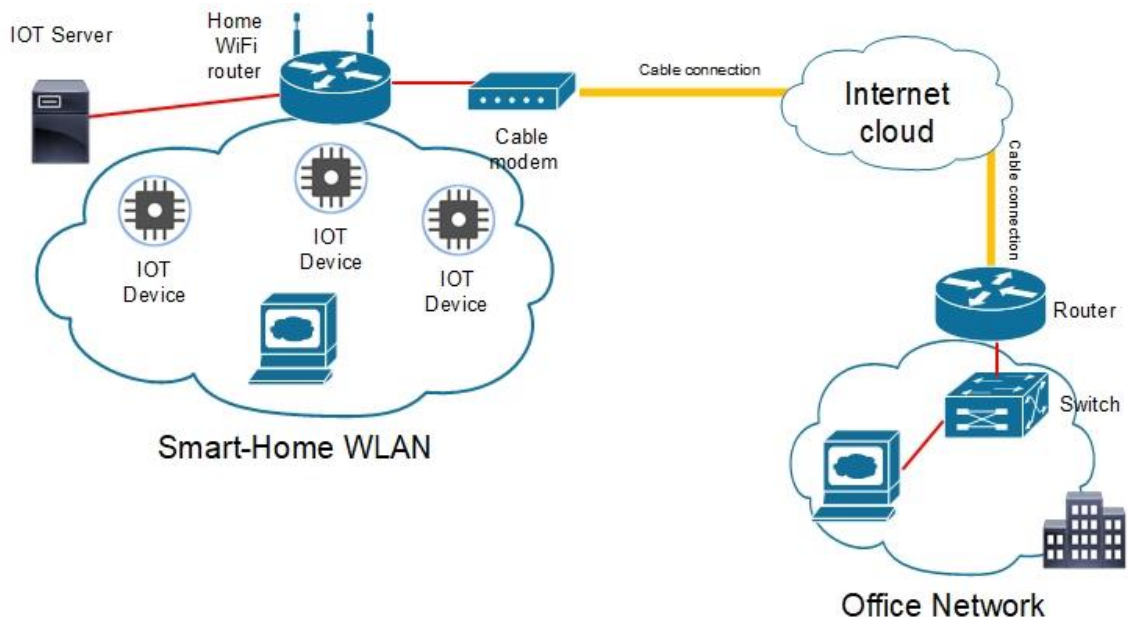 IOT Server
Home
WiFi
router
Cable connection
Internet
cloud
Cable
modem
Cable connection
IOT
Device
IOT
Device
IOT
Device
Router
Switch
Smart-Home WLAN
Office Network